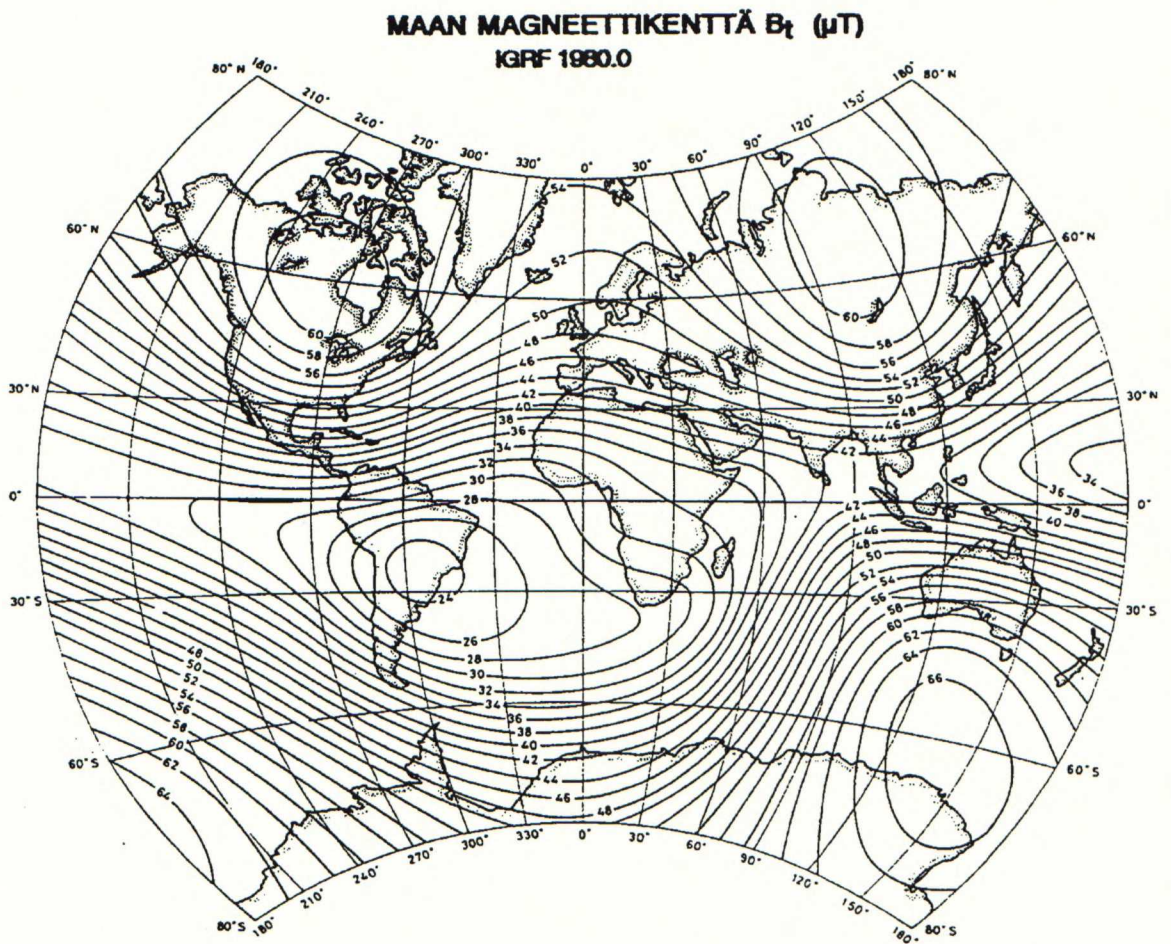 MAAN MAGNEETTIKENTTÄ Bt (µT)
IGRF 1980.0
80°N 180° 180° 80°N
210° 150°
240° 120°
270° 300° 330° 0° 30° 60° 90°
54
60°N 60°N
52
50
60 60
48
58 58
56 46 56
44 54
42 52
30°N 40 50 30°N
38 48
36 46
34 44
32 42
30 34
28 36
0° 42 38 0°
44 40
46
48
50
52
54
30°S 24 56 30°S
58
26 60
28 62
48 30 64
50 32 66
52 34
54 36
56 38
58 40
60°S 60 42 60°S
62 44
64 46
48
270° 300° 330° 0° 30° 60° 90°
240° 120°
210° 150°
80°S 180° 180° 80°S